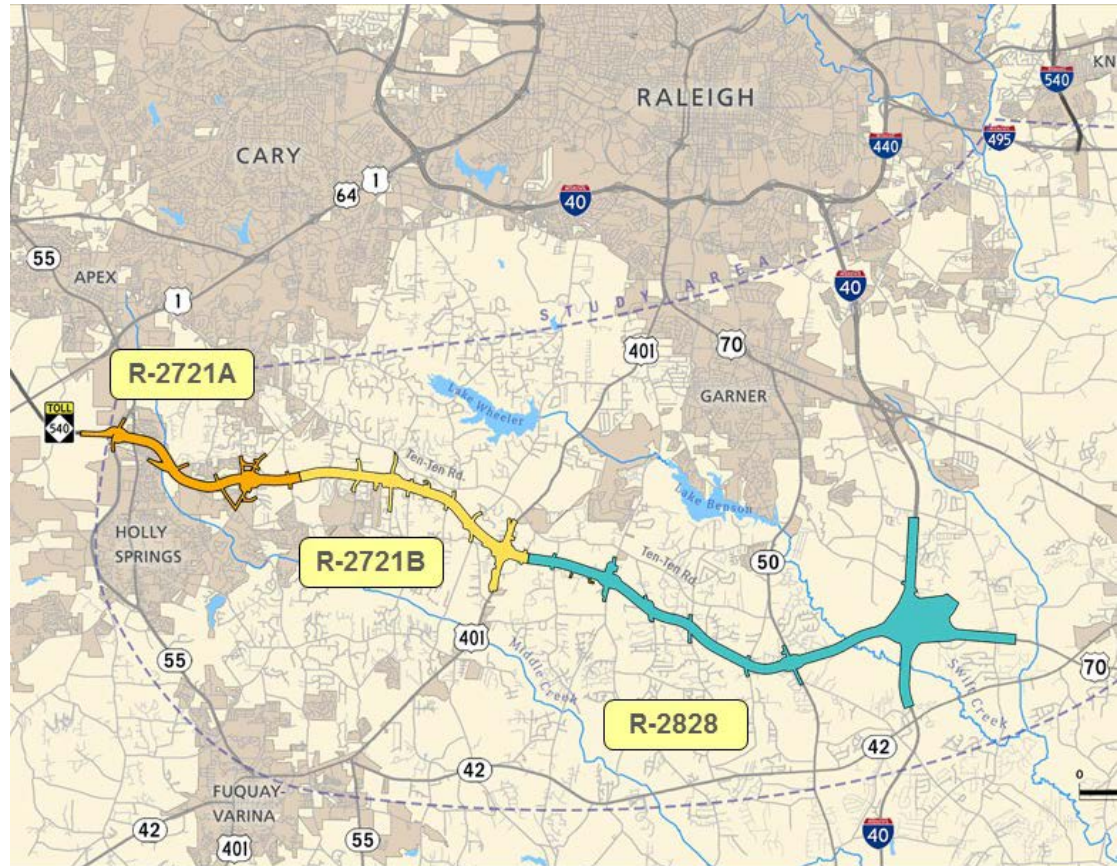 RALEIGH
KN
540
CARY
440
495
1
64
40
55
APEX
STUDY AREA
40
1
401
70
R-2721A
Lake Wheeler
GARNER
TOLL
540
Ten-Ten Rd.
Lake Benson
HOLLY
SPRINGS
R-2721B
Ten-Ten Rd.
50
401
Middle Creek
55
70
Swift Creek
R-2828
42
42
0
FUQUAY-
VARINA
42
55
40
401